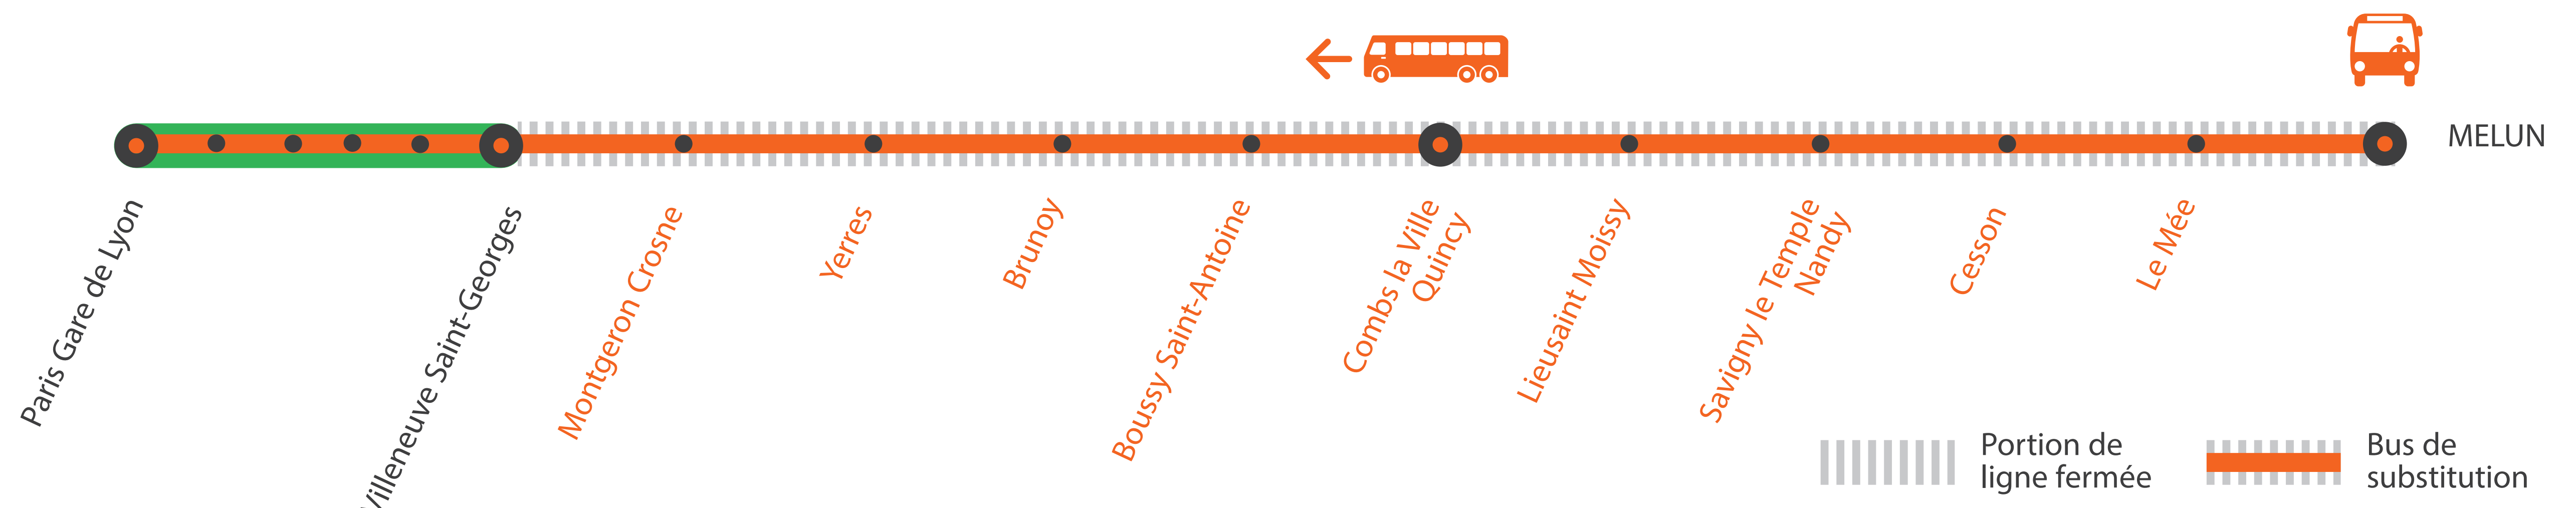 MELUN
Paris Gare de Lyon
Villeneuve Saint-Georges
Montgeron Crosne
Yerres
Brunoy
Boussy Saint-Antoine
Combs la Ville
Quincy
Lieusaint Moissy
Savigny le Temple
Nandy
Cesson
Le Mée
Portion de
ligne fermée
Bus de
substitution